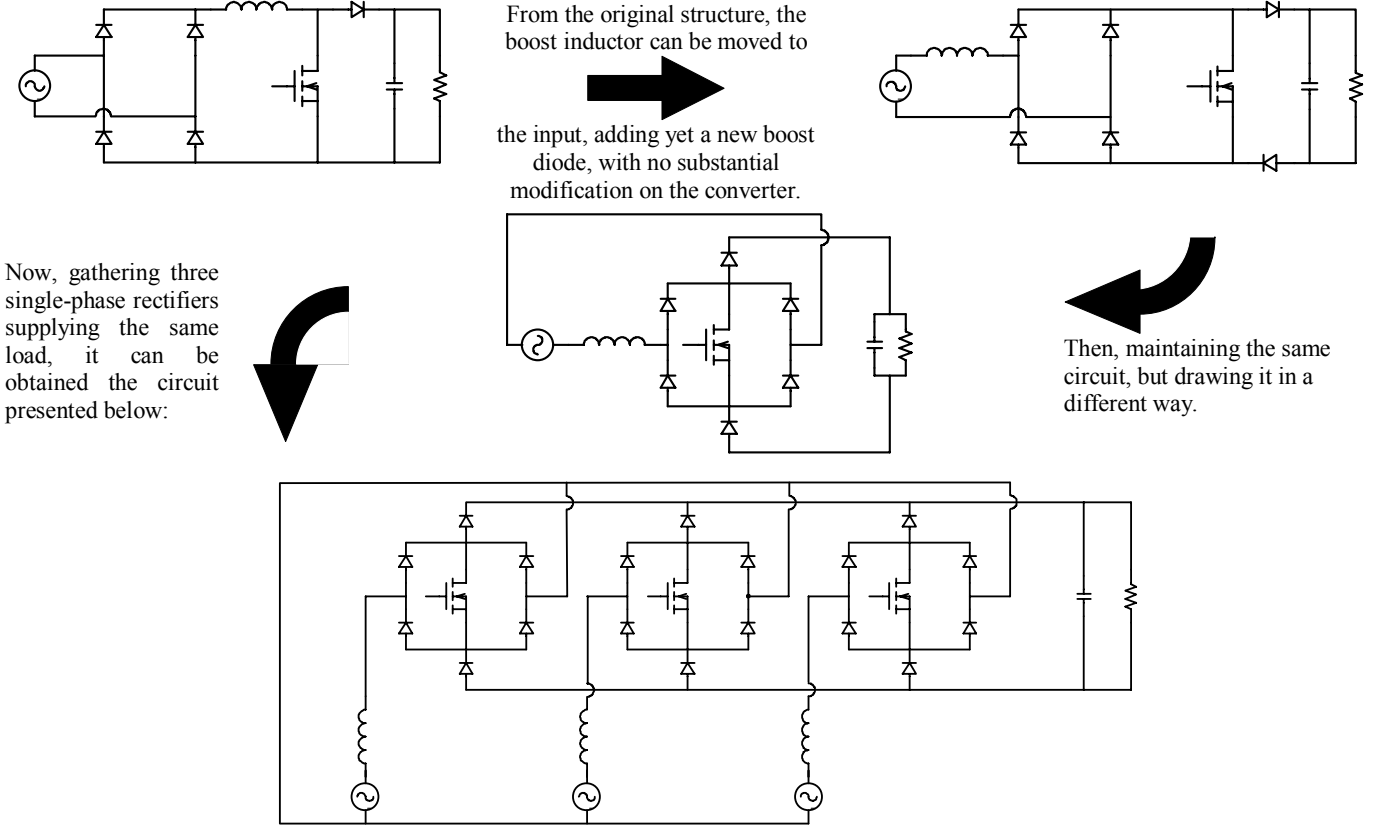 From the original structure, the
boost inductor can be moved to
the input, adding yet a new boost
diode, with no substantial
modification on the converter.
Then, maintaining the same
circuit, but drawing it in a
different way.
Now, gathering three
single-phase rectifiers
supplying the same
load, it can be
obtained the circuit
presented below: